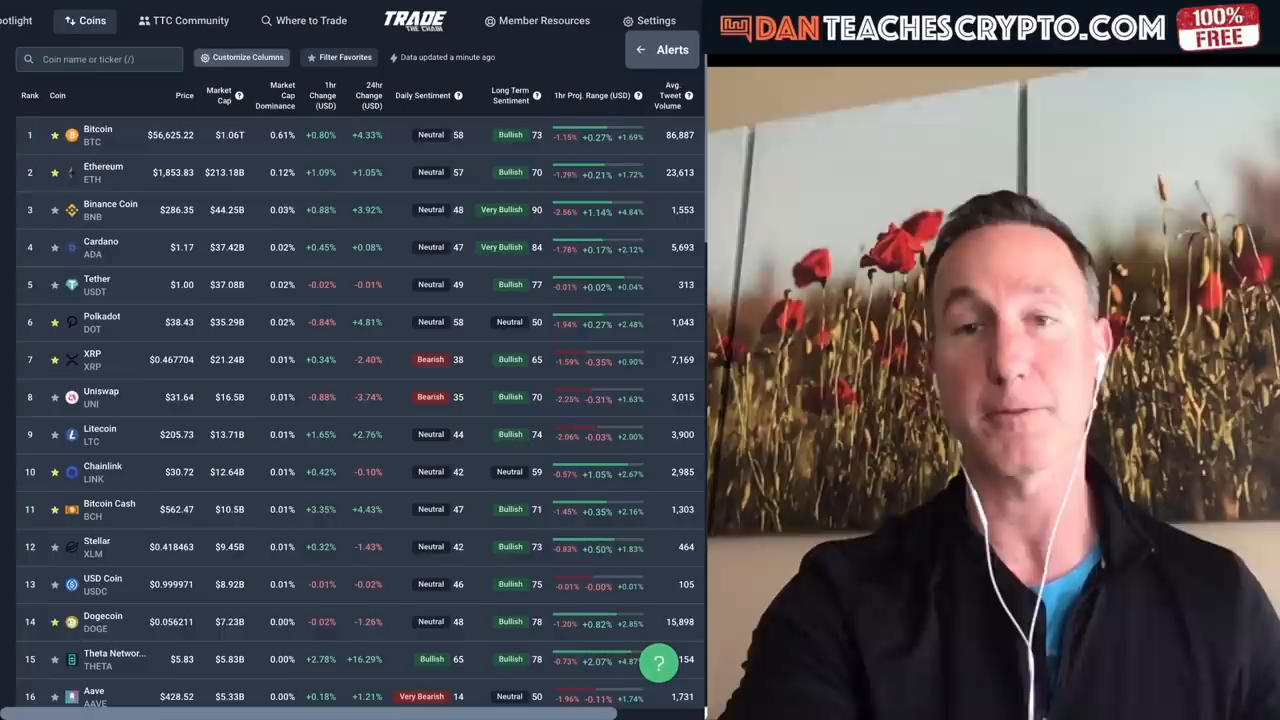 potlight
Coins
TTC Community
Where to Trade
TRADE
THE CHAIN
Member Resources
Settings
DANTEACHESCRYPTO.COM
100%
FREE
Coin name or ticker (/)
Customize Columns
Filter Favorites
Data updated a minute ago
Alerts
Rank Coin Price Market Cap ? Market Cap Dominance 1hr Change (USD) 24hr Change (USD) Daily Sentiment ? Long Term Sentiment ? 1hr Proj. Range (USD) ? Avg. Tweet Volume ?
1 Bitcoin BTC $56,625.22 $1.06T 0.61% +0.80% +4.33% Neutral 58 Bullish 73 -1.15% +0.27% +1.69% 86,887
2 Ethereum ETH $1,853.83 $213.18B 0.12% +1.09% +1.05% Neutral 57 Bullish 70 -1.29% +0.21% +1.72% 23,613
3 Binance Coin BNB $286.35 $44.25B 0.03% +0.88% +3.92% Neutral 48 Very Bullish 90 -2.56% +1.14% +4.84% 1,553
4 Cardano ADA $1.17 $37.42B 0.02% +0.45% +0.08% Neutral 47 Very Bullish 84 -1.78% +0.17% +2.12% 5,693
5 Tether USDT $1.00 $37.08B 0.02% -0.02% -0.01% Neutral 49 Bullish 77 -0.01% +0.02% +0.04% 313
6 Polkadot DOT $38.43 $35.29B 0.02% -0.84% +4.81% Neutral 58 Neutral 50 -1.94% +0.27% +2.48% 1,043
7 XRP XRP $0.467704 $21.24B 0.01% +0.34% -2.40% Bearish 38 Bullish 65 -1.59% -0.35% +0.90% 7,169
8 Uniswap UNI $31.64 $16.5B 0.01% -0.88% -3.74% Bearish 35 Bullish 70 -2.25% -0.31% +1.63% 3,015
9 Litecoin LTC $205.73 $13.71B 0.01% +1.65% +2.76% Neutral 44 Bullish 74 -2.06% -0.03% +2.00% 3,900
10 Chainlink LINK $30.72 $12.64B 0.01% +0.42% -0.10% Neutral 42 Neutral 59 -0.57% +1.05% +2.67% 2,985
11 Bitcoin Cash BCH $562.47 $10.5B 0.01% +3.35% +4.43% Neutral 47 Bullish 71 -1.45% +0.35% +2.16% 1,303
12 Stellar XLM $0.418463 $9.45B 0.01% +0.32% -1.43% Neutral 42 Bullish 73 -0.83% +0.50% +1.83% 464
13 USD Coin USDC $0.999971 $8.92B 0.01% -0.01% -0.02% Neutral 46 Bullish 75 -0.01% -0.00% +0.01% 105
14 Dogecoin DOGE $0.056211 $7.23B 0.00% -0.02% -1.26% Neutral 48 Bullish 78 -1.20% +0.82% +2.85% 15,898
15 Theta Networ... THETA $5.83 $5.83B 0.00% +2.78% +16.29% Bullish 65 Bullish 78 -0.73% +2.07% +4.87% 154
16 Aave AAVE $428.52 $5.33B 0.00% +0.18% +1.21% Very Bearish 14 Neutral 50 -1.96% -0.11% +1.74% 1,731
?